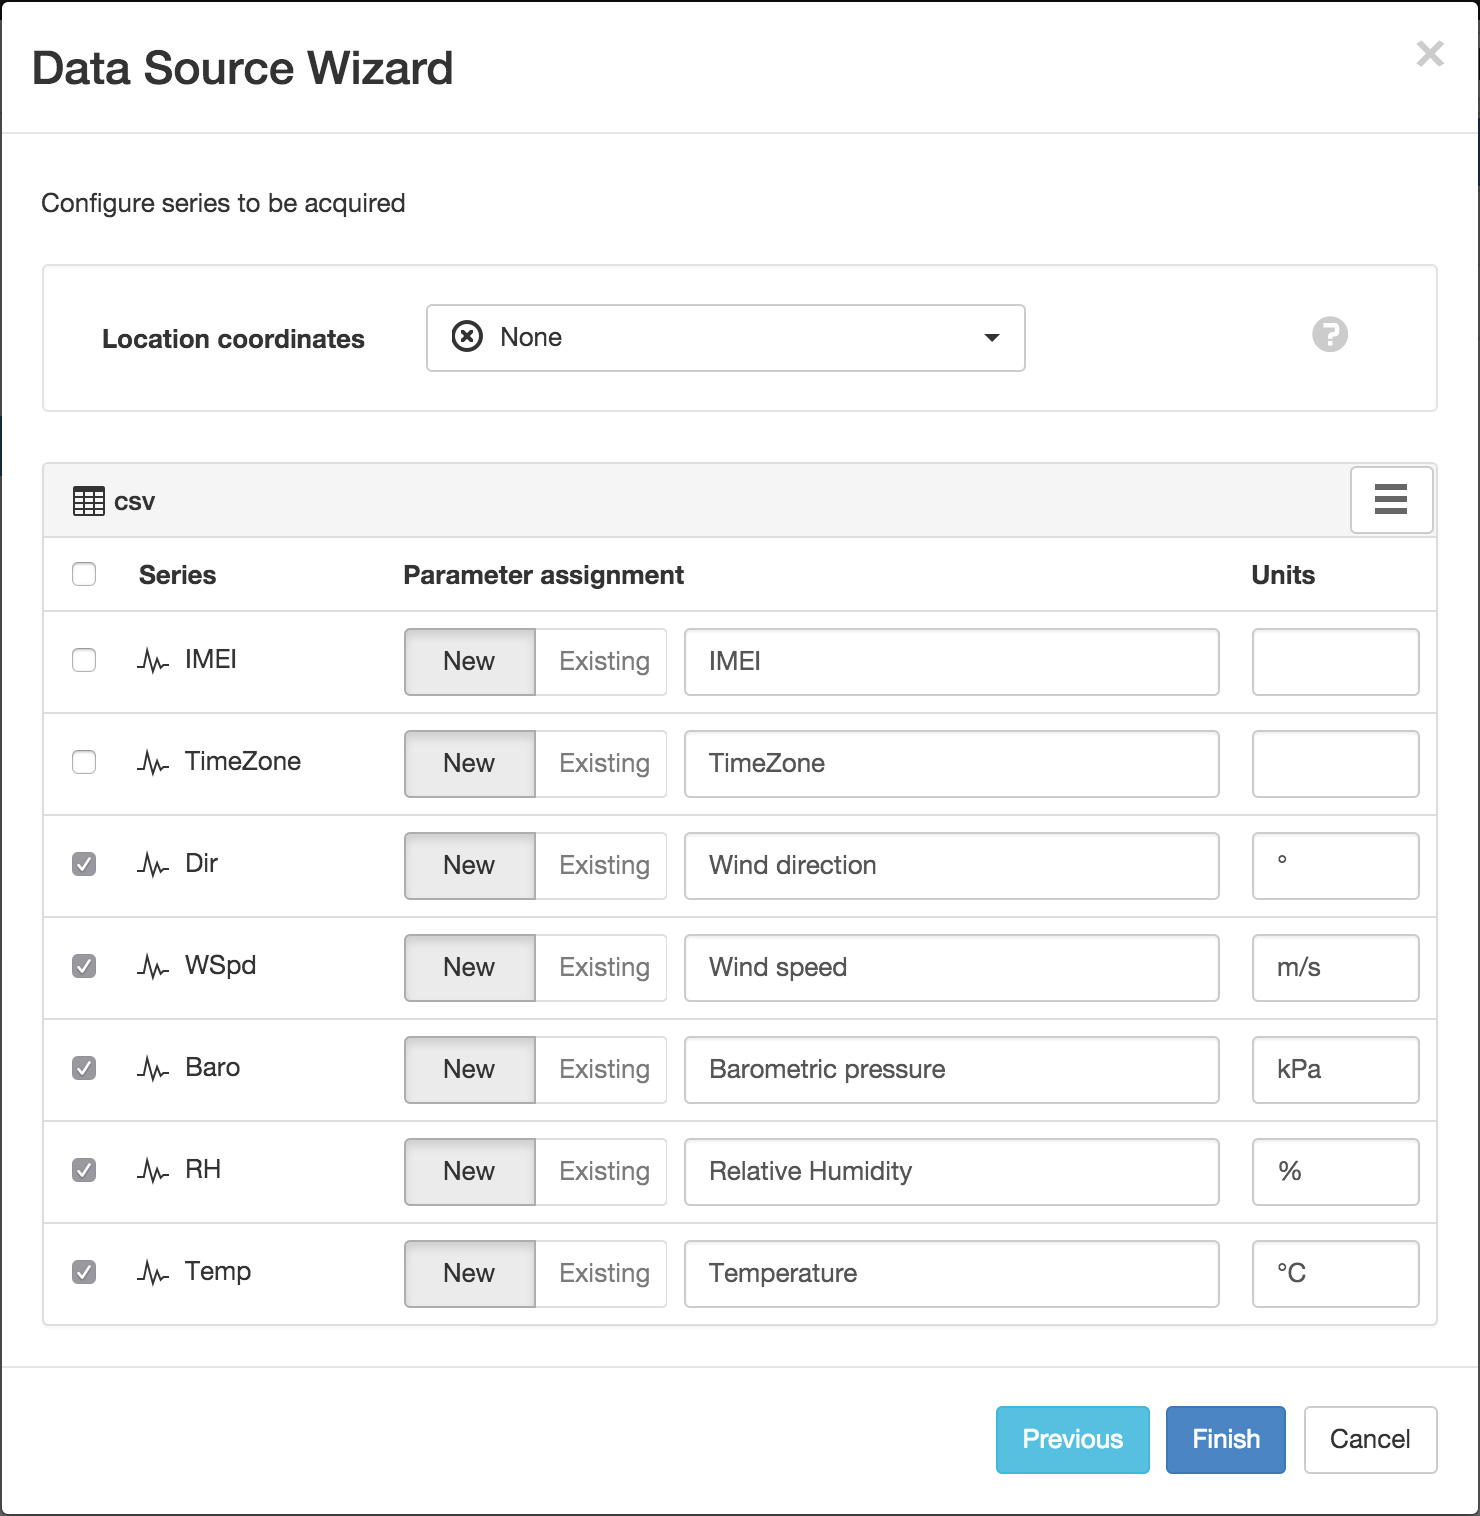 Data Source Wizard
Configure series to be acquired
Location coordinates None
csv
Series Parameter assignment Units
IMEI New Existing IMEI
TimeZone New Existing TimeZone
Dir New Existing Wind direction °
WSpd New Existing Wind speed m/s
Baro New Existing Barometric pressure kPa
RH New Existing Relative Humidity %
Temp New Existing Temperature °C
Previous Finish Cancel